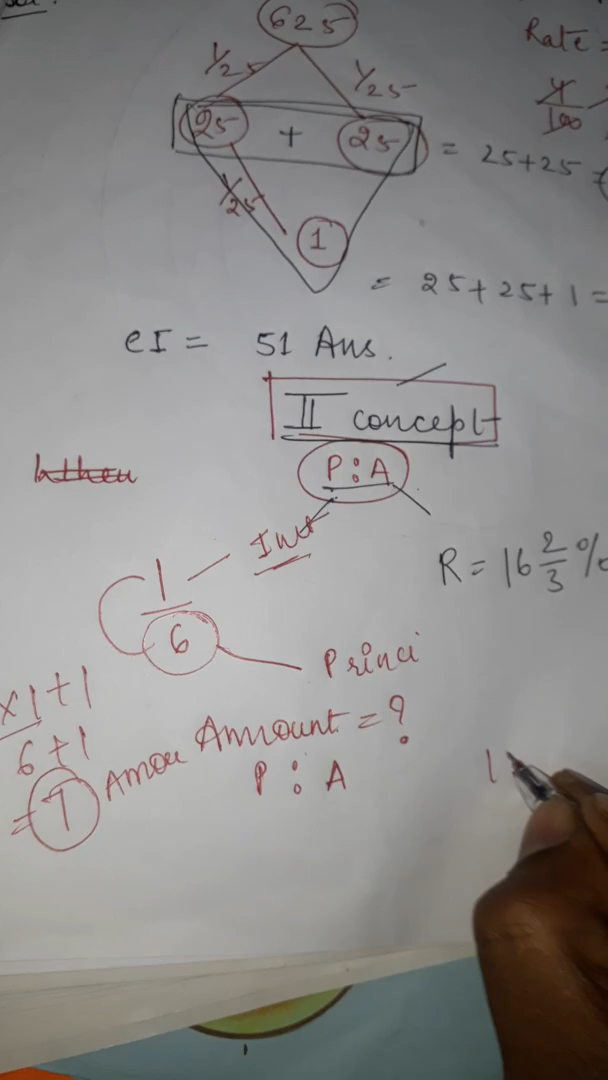 625
Rate =
1/25 1/25
4/100
25 + 25 = 25+25
1/25
1
= 25+25+1 =
CI = 51 Ans.
II concept
P:A
Int
R = 16 2/3 %
1/6
Princi
x1+1
6+1
Amou Amount = ?
= 7
P : A
1